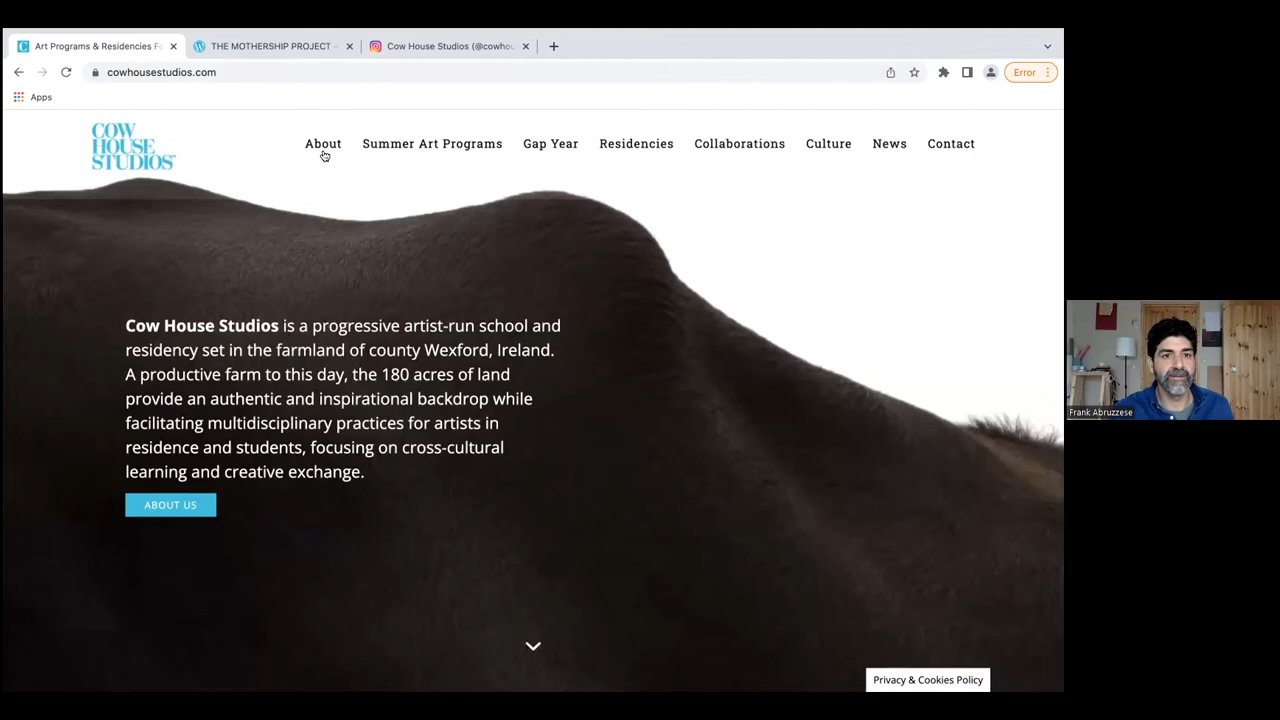 Art Programs & Residencies Fo
THE MOTHERSHIP PROJECT –
Cow House Studios (@cowhou
cowhousestudios.com
Error
Apps
COW
HOUSE
STUDIOS
About
Summer Art Programs
Gap Year
Residencies
Collaborations
Culture
News
Contact
Cow House Studios is a progressive artist-run school and
residency set in the farmland of county Wexford, Ireland.
A productive farm to this day, the 180 acres of land
provide an authentic and inspirational backdrop while
facilitating multidisciplinary practices for artists in
residence and students, focusing on cross-cultural
learning and creative exchange.
ABOUT US
Privacy & Cookies Policy
Frank Abruzzese